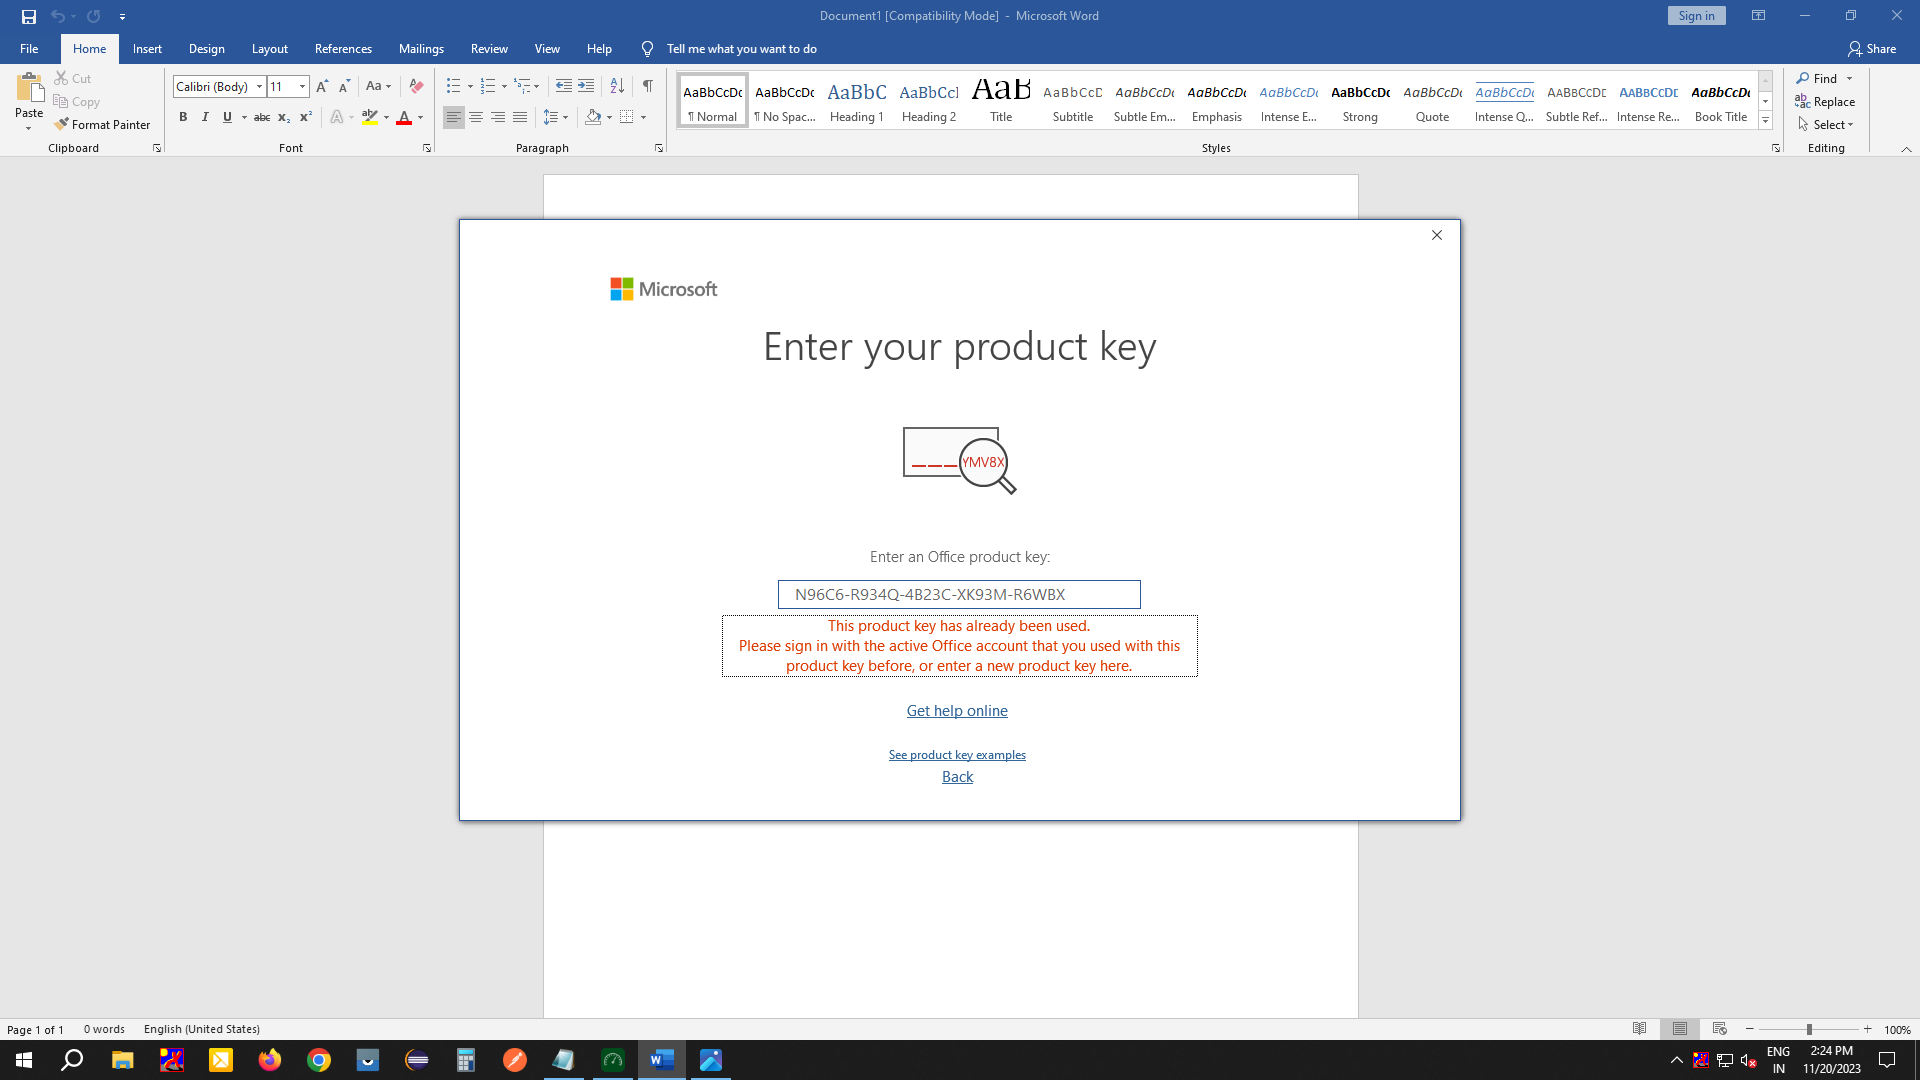 Document1 [Compatibility Mode] - Microsoft Word
Sign in
File Home Insert Design Layout References Mailings Review View Help Tell me what you want to do Share
Paste
Cut
Copy
Format Painter
Clipboard
Calibri (Body) 11
Font
Paragraph
AaBbCcDc AaBbCcDc AaBbC AaBbCcI AaB AaBbCcD AaBbCcDc AaBbCcDc AaBbCcDc AaBbCcDc AaBbCcDc AaBbCcDc AaBbCcDd AaBbCcDd AaBbCcDc
¶ Normal ¶ No Spac... Heading 1 Heading 2 Title Subtitle Subtle Em... Emphasis Intense E... Strong Quote Intense Q... Subtle Ref... Intense Re... Book Title
Styles
Find
Replace
Select
Editing
Microsoft
Enter your product key
YMV8X
Enter an Office product key:
N96C6-R934Q-4B23C-XK93M-R6WBX
This product key has already been used.
Please sign in with the active Office account that you used with this
product key before, or enter a new product key here.
Get help online
See product key examples
Back
Page 1 of 1 0 words English (United States)
100%
ENG
IN
2:24 PM
11/20/2023